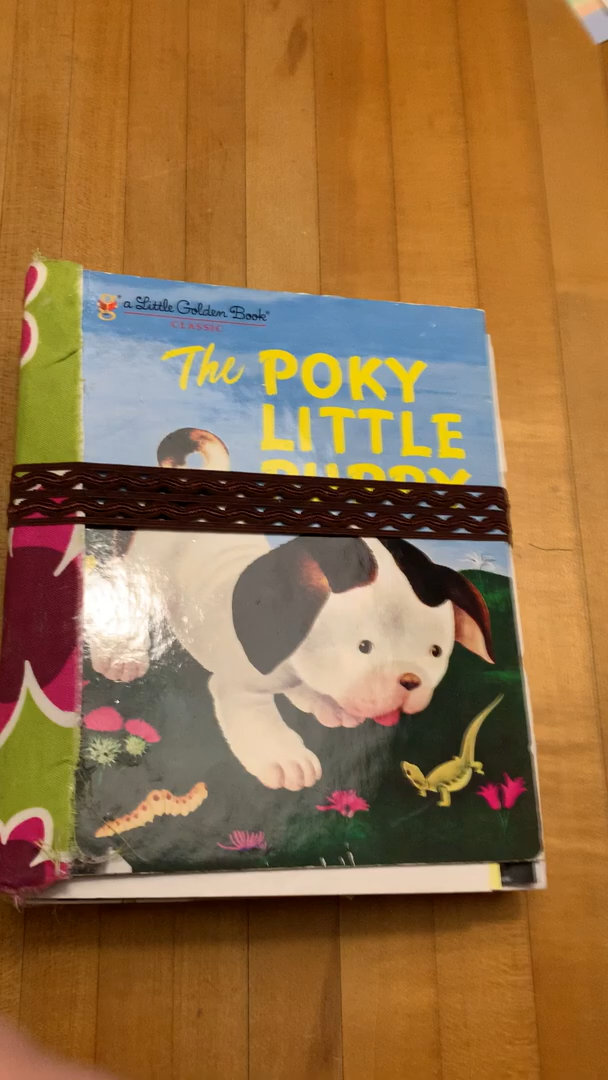 a Little Golden Book®
CLASSIC
The POKY
LITTLE
PUPPY